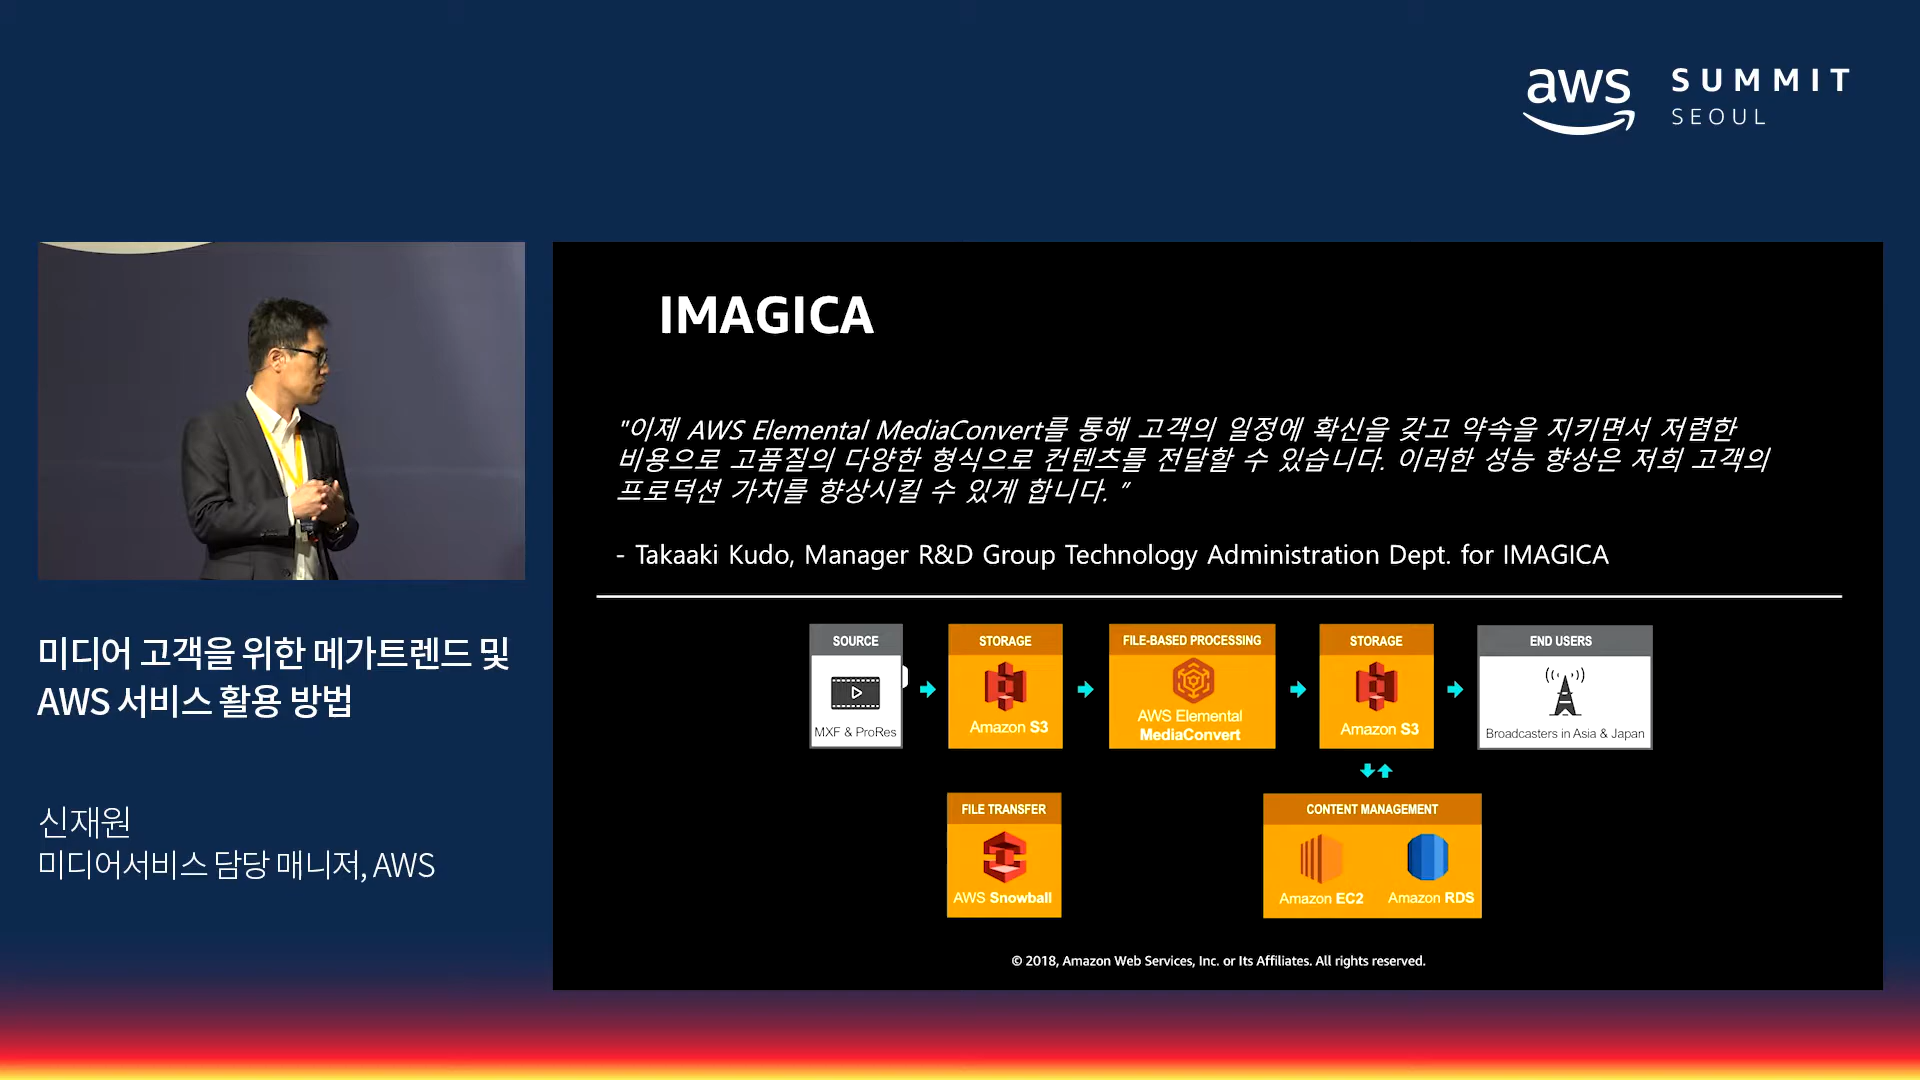 aws
SUMMIT
SEOUL
IMAGICA
"이제 AWS Elemental MediaConvert를 통해 고객의 일정에 확신을 갖고 약속을 지키면서 저렴한
비용으로 고품질의 다양한 형식으로 컨텐츠를 전달할 수 있습니다. 이러한 성능 향상은 저희 고객의
프로덕션 가치를 향상시킬 수 있게 합니다. ”
- Takaaki Kudo, Manager R&D Group Technology Administration Dept. for IMAGICA
SOURCE
MXF & ProRes
STORAGE
Amazon S3
FILE-BASED PROCESSING
AWS Elemental
MediaConvert
STORAGE
Amazon S3
END USERS
Broadcasters in Asia & Japan
FILE TRANSFER
AWS Snowball
CONTENT MANAGEMENT
Amazon EC2
Amazon RDS
© 2018, Amazon Web Services, Inc. or Its Affiliates. All rights reserved.
미디어 고객을 위한 메가트렌드 및
AWS 서비스 활용 방법
신재원
미디어서비스 담당 매니저, AWS